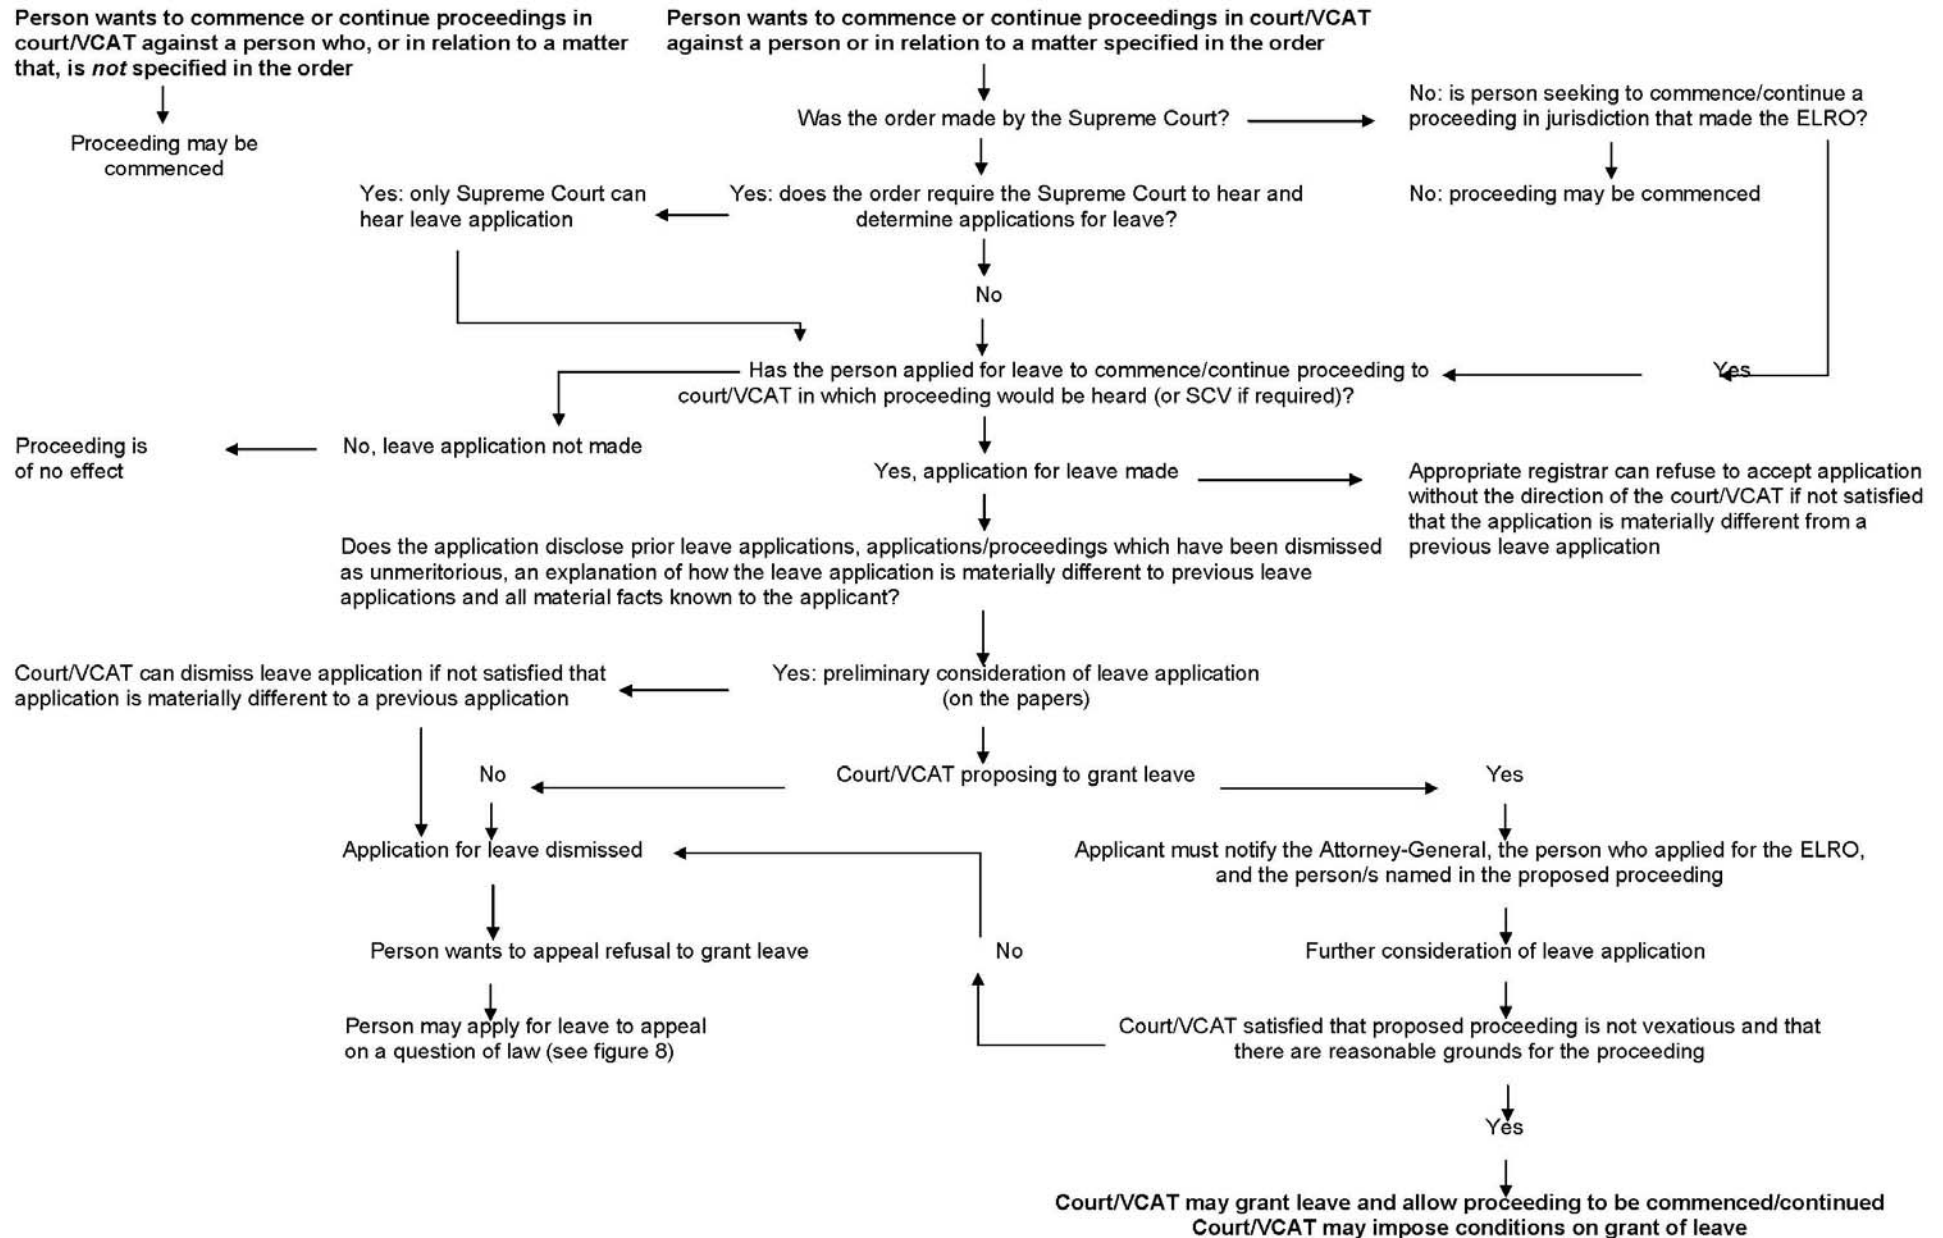 Person wants to commence or continue proceedings in
court/VCAT against a person who, or in relation to a matter
that, is not specified in the order
Proceeding may be
commenced
Person wants to commence or continue proceedings in court/VCAT
against a person or in relation to a matter specified in the order
Was the order made by the Supreme Court?
No: is person seeking to commence/continue a
proceeding in jurisdiction that made the ELRO?
No: proceeding may be commenced
Yes: only Supreme Court can
hear leave application
Yes: does the order require the Supreme Court to hear and
determine applications for leave?
No
Has the person applied for leave to commence/continue proceeding to
court/VCAT in which proceeding would be heard (or SCV if required)?
Yes
Proceeding is
of no effect
No, leave application not made
Yes, application for leave made
Appropriate registrar can refuse to accept application
without the direction of the court/VCAT if not satisfied
that the application is materially different from a
previous leave application
Does the application disclose prior leave applications, applications/proceedings which have been dismissed
as unmeritorious, an explanation of how the leave application is materially different to previous leave
applications and all material facts known to the applicant?
Court/VCAT can dismiss leave application if not satisfied that
application is materially different to a previous application
Yes: preliminary consideration of leave application
(on the papers)
No
Court/VCAT proposing to grant leave
Yes
Application for leave dismissed
Applicant must notify the Attorney-General, the person who applied for the ELRO,
and the person/s named in the proposed proceeding
Person wants to appeal refusal to grant leave
No
Further consideration of leave application
Person may apply for leave to appeal
on a question of law (see figure 8)
Court/VCAT satisfied that proposed proceeding is not vexatious and that
there are reasonable grounds for the proceeding
Yes
Court/VCAT may grant leave and allow proceeding to be commenced/continued
Court/VCAT may impose conditions on grant of leave